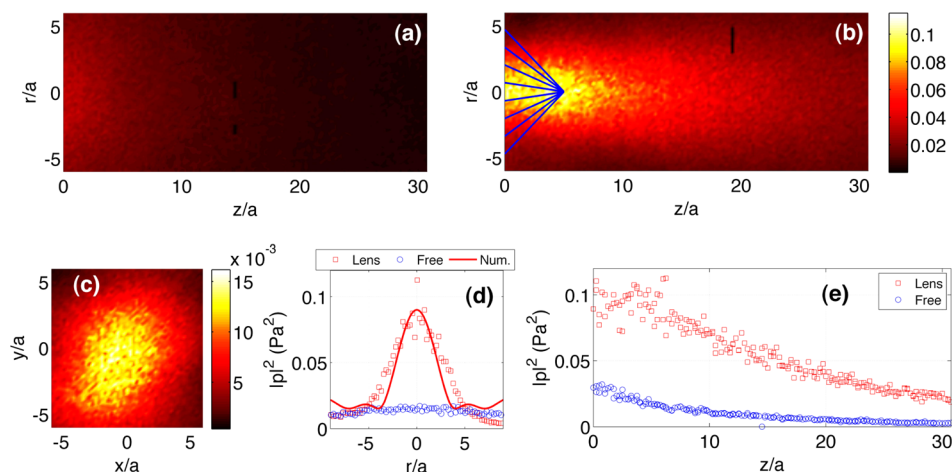 (a)
r/a
5
0
-5
0
10
20
30
z/a
(b)
r/a
5
0
-5
0
10
20
30
z/a
0.1
0.08
0.06
0.04
0.02
(c)
y/a
5
0
-5
-5
0
5
x/a
x 10⁻³
15
10
5
Lens Free Num.
(d)
|p|² (Pa²)
0.1
0.05
0
-5
0
5
r/a
(e)
Lens
Free
|p|² (Pa²)
0.1
0.05
0
0
10
20
30
z/a